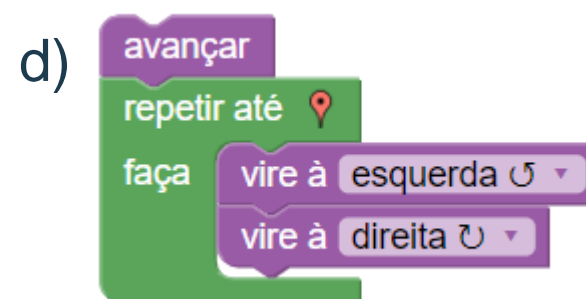 d)
avançar
repetir até
faça
vire à esquerda ↺ ▾
vire à direita ↻ ▾